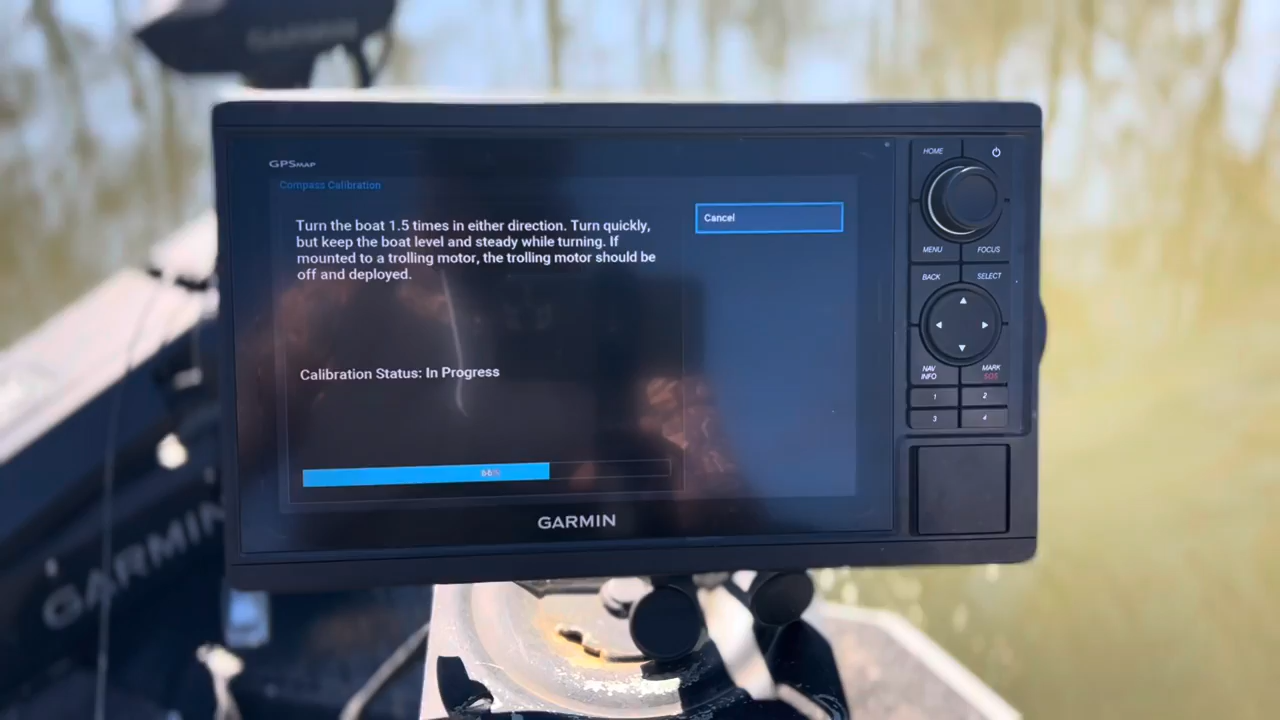 GARMIN
GPSMAP
Compass Calibration
Turn the boat 1.5 times in either direction. Turn quickly,
but keep the boat level and steady while turning. If
mounted to a trolling motor, the trolling motor should be
off and deployed.
Cancel
Calibration Status: In Progress
GARMIN
HOME
MENU
FOCUS
BACK
SELECT
NAV
INFO
MARK
SOS
1
2
3
4
GARMIN